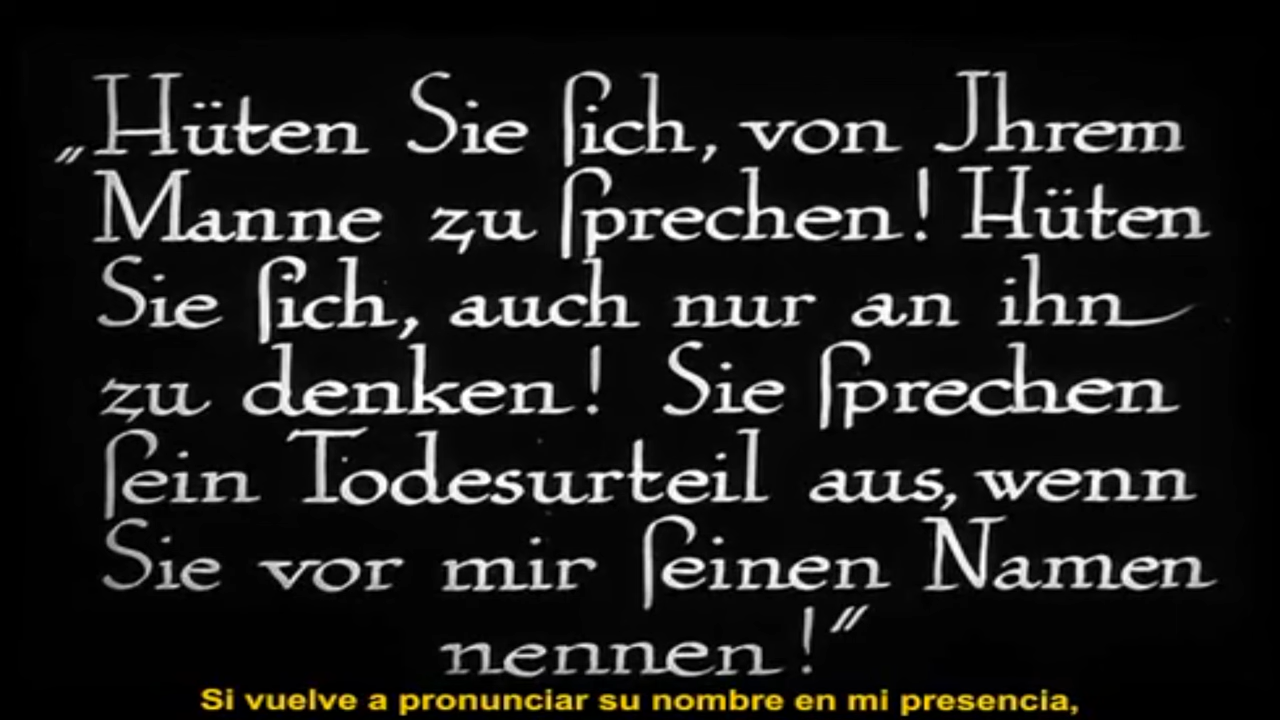 „Hüten Sie ſich, von Jhrem
Manne zu ſprechen! Hüten
Sie ſich, auch nur an ihn
zu denken! Sie ſprechen
ſein Todesurteil aus, wenn
Sie vor mir ſeinen Namen
nennen!”
Si vuelve a pronunciar su nombre en mi presencia,